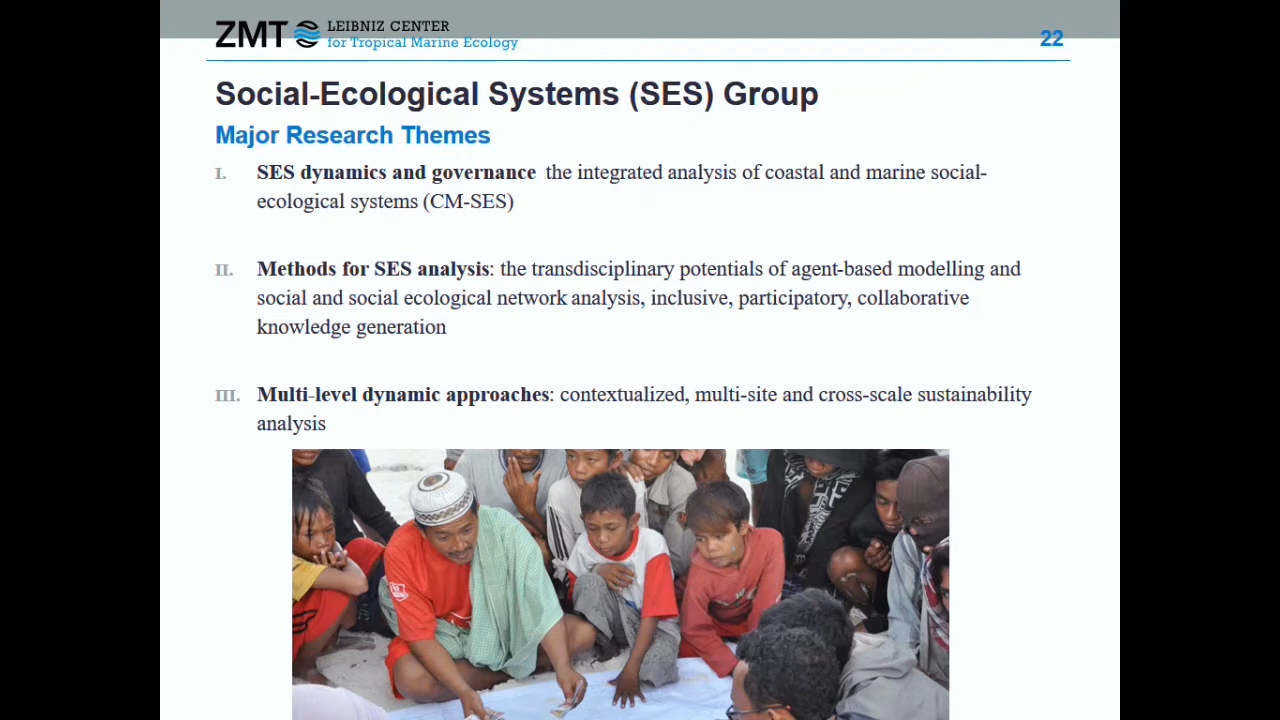 ZMT LEIBNIZ CENTER
for Tropical Marine Ecology
22
Social-Ecological Systems (SES) Group
Major Research Themes
I. SES dynamics and governance the integrated analysis of coastal and marine social-
ecological systems (CM-SES)
II. Methods for SES analysis: the transdisciplinary potentials of agent-based modelling and
social and social ecological network analysis, inclusive, participatory, collaborative
knowledge generation
III. Multi-level dynamic approaches: contextualized, multi-site and cross-scale sustainability
analysis